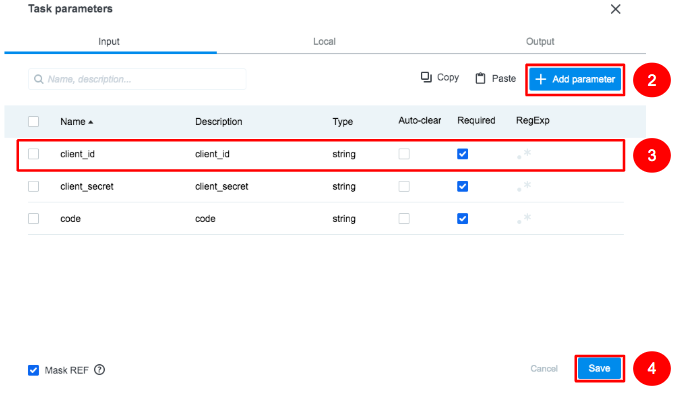 Task parameters
Input Local Output
Name, description...
Copy Paste + Add parameter 2
Name Description Type Auto-clear Required RegExp
client_id client_id string .* 3
client_secret client_secret string .*
code code string .*
Mask REF ? Cancel Save 4